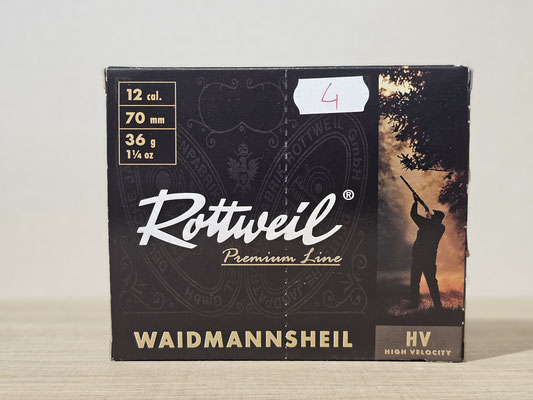 12 cal.
70 mm
36 g
1¼ oz
4
Rottweil®
Premium Line
WAIDMANNSHEIL
HV
HIGH VELOCITY